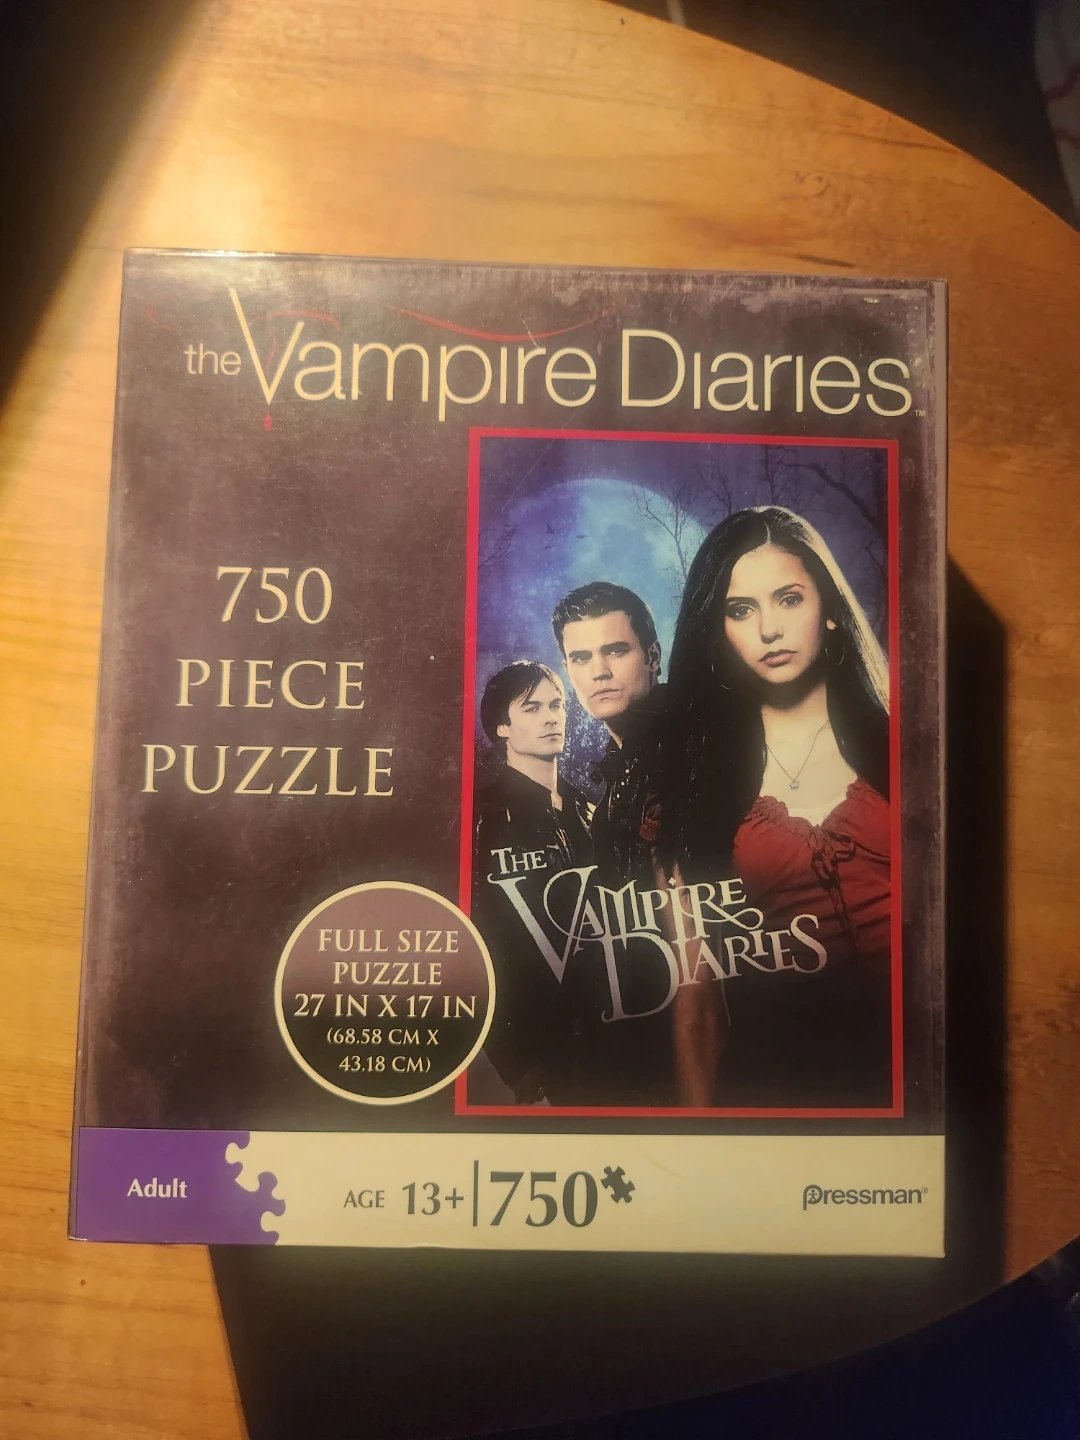 the Vampire Diaries™
750
PIECE
PUZZLE
THE
VAMPIRE
DIARIES
FULL SIZE
PUZZLE
27 IN X 17 IN
(68.58 CM X
43.18 CM)
Adult
AGE 13+ | 750
Pressman®